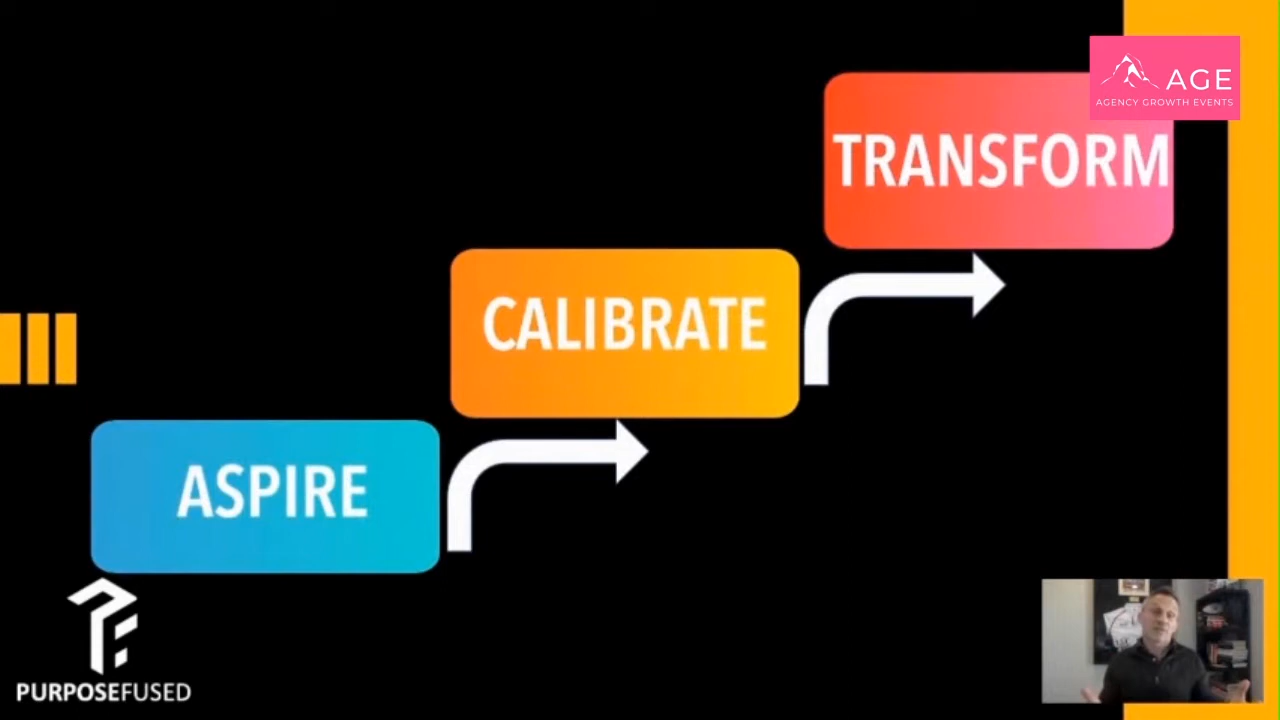 AGE
AGENCY GROWTH EVENTS
TRANSFORM
CALIBRATE
ASPIRE
PURPOSEFUSED